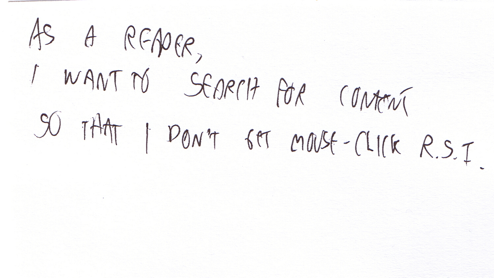 AS A READER,
I WANT TO SEARCH FOR CONTENT
SO THAT I DON'T GET MOUSE-CLICK R.S.I.